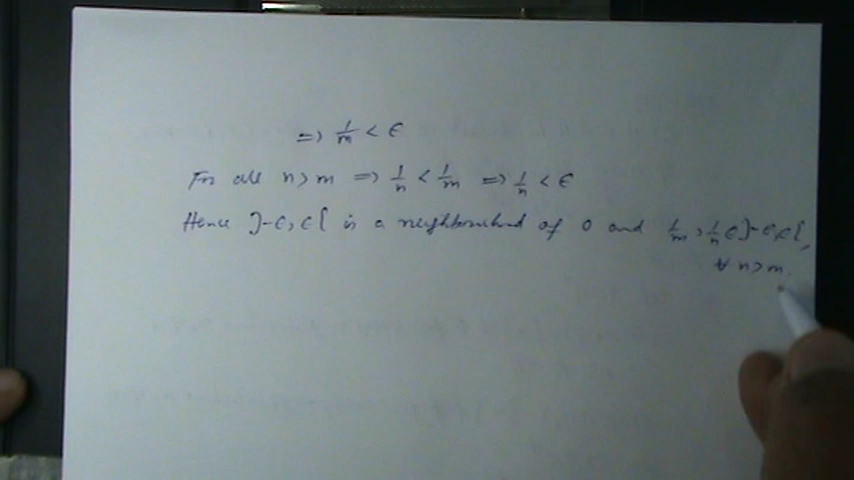 ⇒ 1/m < ϵ
For all n > m ⇒ 1/n < 1/m ⇒ 1/n < ϵ
Hence ]-ϵ, ϵ[ is a neighbourhood of 0 and 1/m, 1/n ∈ ]-ϵ, ϵ[,
∀ n > m.